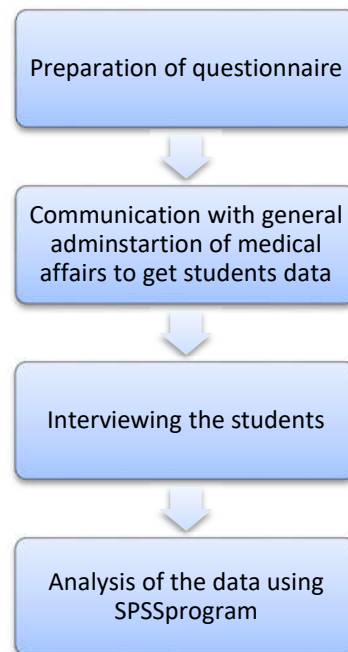 Preparation of questionnaire
Communication with general
adminstartion of medical
affairs to get students data
Interviewing the students
Analysis of the data using
SPSSprogram